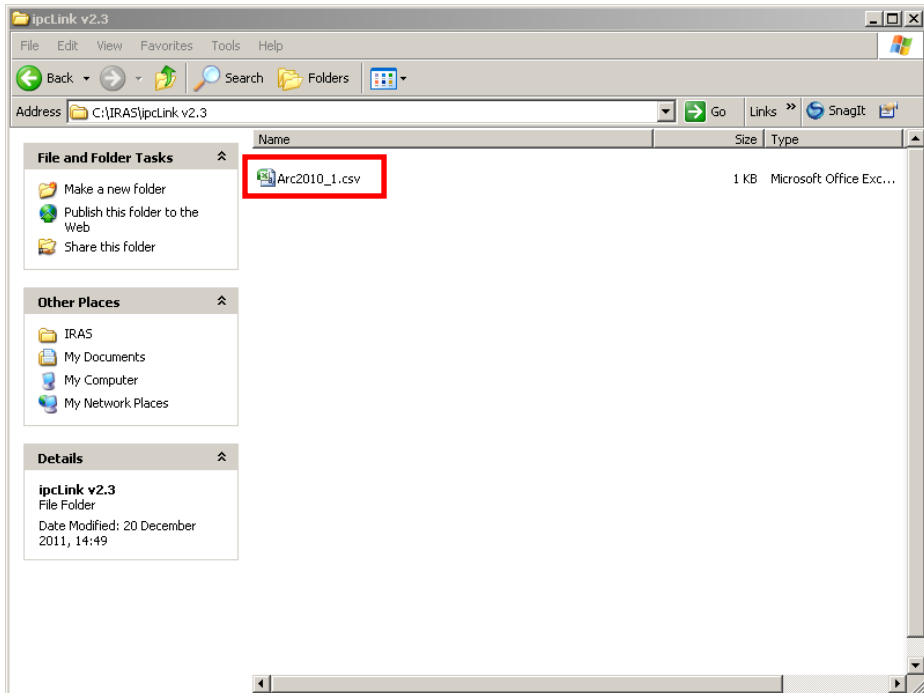 ipcLink v2.3
File Edit View Favorites Tools Help
Back Search Folders
Address C:\IRAS\ipcLink v2.3 Go Links » SnagIt
Name Size Type
File and Folder Tasks
Arc2010_1.csv 1 KB Microsoft Office Exc...
Make a new folder
Publish this folder to the
Web
Share this folder
Other Places
IRAS
My Documents
My Computer
My Network Places
Details
ipcLink v2.3
File Folder
Date Modified: 20 December
2011, 14:49